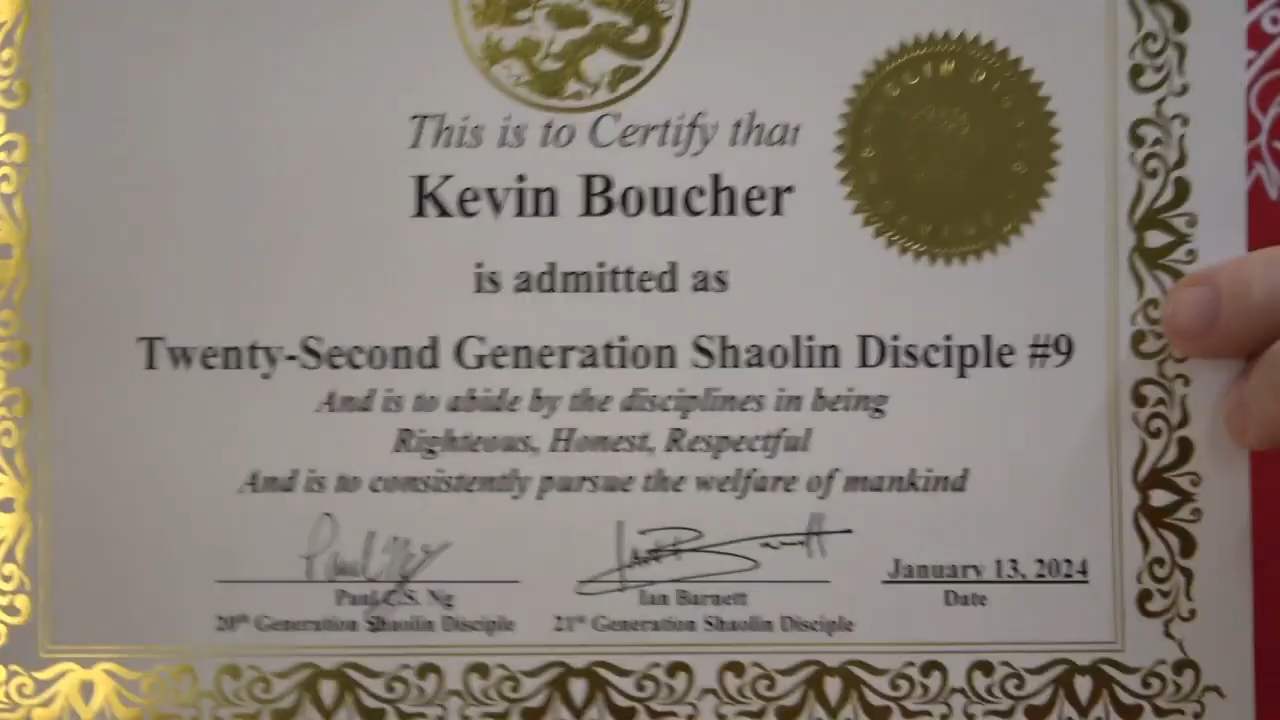 This is to Certify that
Kevin Boucher
is admitted as
Twenty-Second Generation Shaolin Disciple #9
And is to abide by the disciplines in being
Righteous, Honest, Respectful
And is to consistently pursue the welfare of mankind
January 13, 2024
Paul C.S. Ng
Ian Barnett
Date
20th Generation Shaolin Disciple
21st Generation Shaolin Disciple